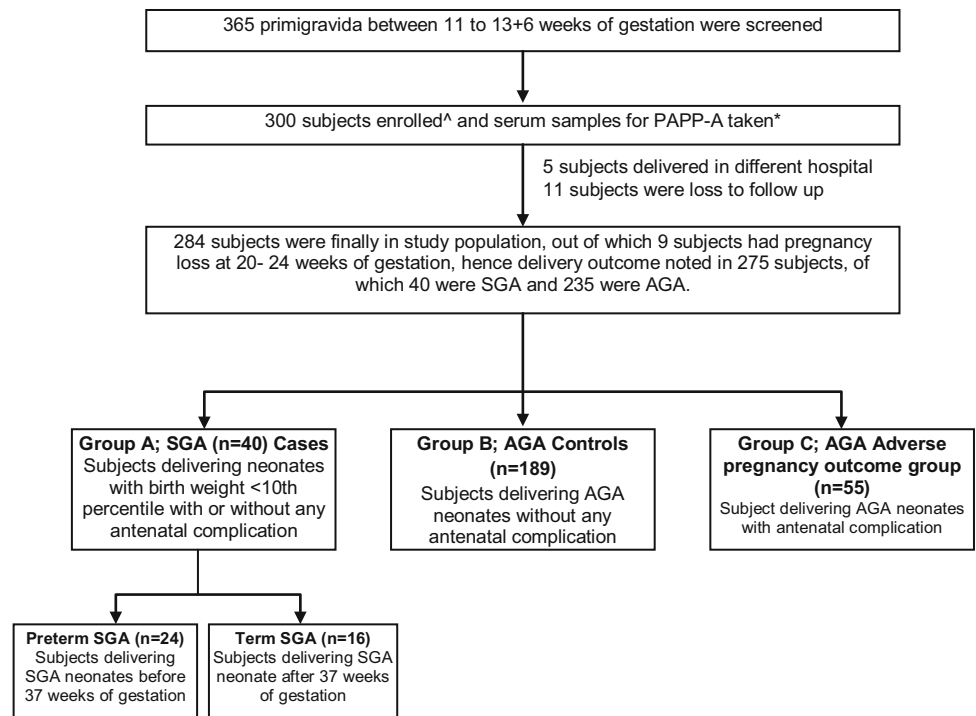 365 primigravida between 11 to 13+6 weeks of gestation were screened
300 subjects enrolled^ and serum samples for PAPP-A taken*
5 subjects delivered in different hospital
11 subjects were loss to follow up
284 subjects were finally in study population, out of which 9 subjects had pregnancy
loss at 20- 24 weeks of gestation, hence delivery outcome noted in 275 subjects, of
which 40 were SGA and 235 were AGA.
Group A; SGA (n=40) Cases
Subjects delivering neonates
with birth weight <10th
percentile with or without any
antenatal complication
Group B; AGA Controls
(n=189)
Subjects delivering AGA
neonates without any
antenatal complication
Group C; AGA Adverse
pregnancy outcome group
(n=55)
Subject delivering AGA neonates
with antenatal complication
Preterm SGA (n=24)
Subjects delivering
SGA neonates before
37 weeks of gestation
Term SGA (n=16)
Subjects delivering SGA
neonate after 37 weeks
of gestation